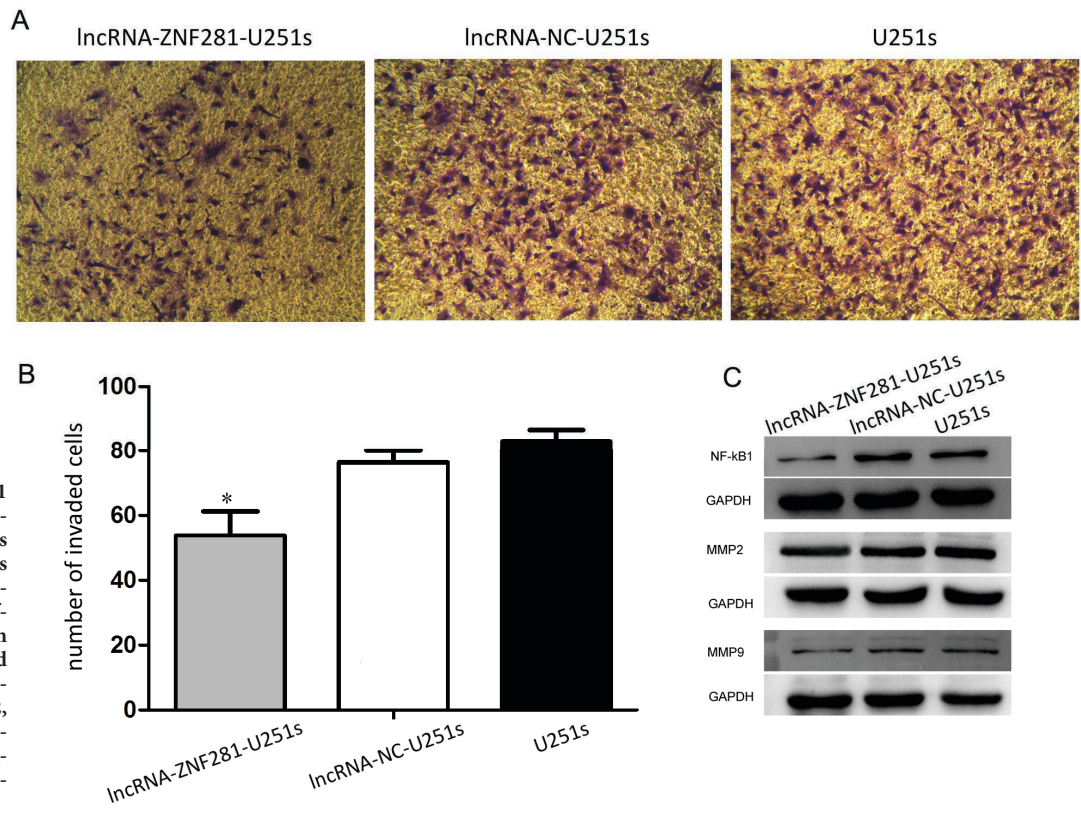 A
lncRNA-ZNF281-U251s
lncRNA-NC-U251s
U251s
B
number of invaded cells
100
80
60
40
20
0
*
lncRNA-ZNF281-U251s
lncRNA-NC-U251s
U251s
C
lncRNA-ZNF281-U251s
lncRNA-NC-U251s
U251s
NF-kB1
GAPDH
MMP2
GAPDH
MMP9
GAPDH
l
-
s
s
-
-
n
d
-
,
-
-
-